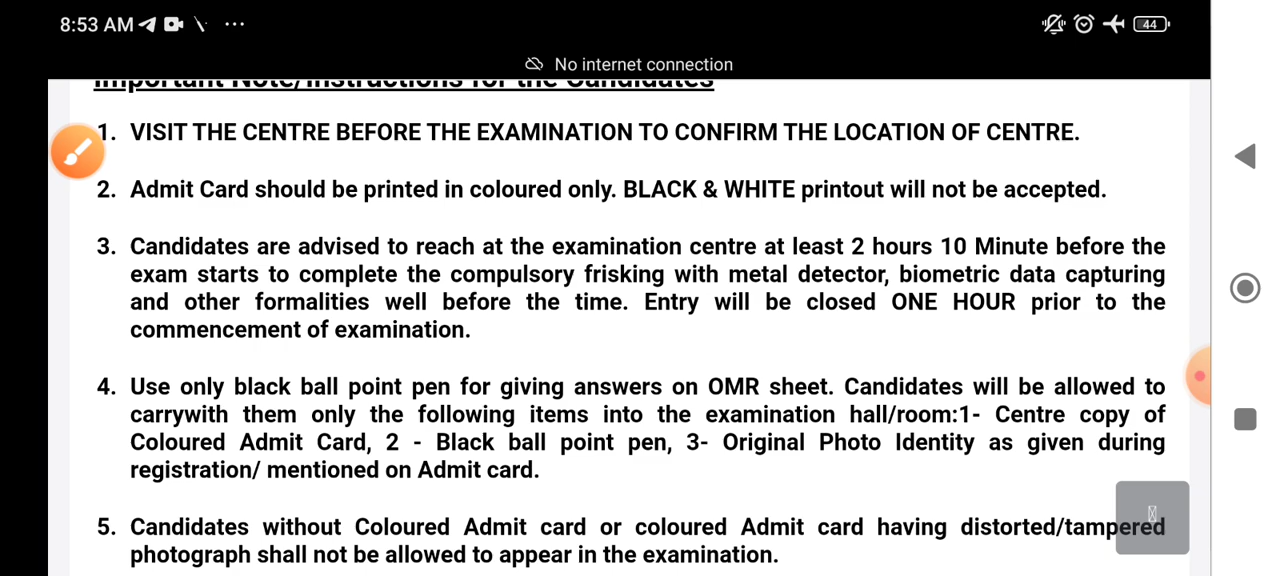 8:53 AM ...
44
No internet connection
Important Note/Instructions for the Candidates
1. VISIT THE CENTRE BEFORE THE EXAMINATION TO CONFIRM THE LOCATION OF CENTRE.
2. Admit Card should be printed in coloured only. BLACK & WHITE printout will not be accepted.
3. Candidates are advised to reach at the examination centre at least 2 hours 10 Minute before the
exam starts to complete the compulsory frisking with metal detector, biometric data capturing
and other formalities well before the time. Entry will be closed ONE HOUR prior to the
commencement of examination.
4. Use only black ball point pen for giving answers on OMR sheet. Candidates will be allowed to
carrywith them only the following items into the examination hall/room:1- Centre copy of
Coloured Admit Card, 2 - Black ball point pen, 3- Original Photo Identity as given during
registration/ mentioned on Admit card.
5. Candidates without Coloured Admit card or coloured Admit card having distorted/tampered
photograph shall not be allowed to appear in the examination.